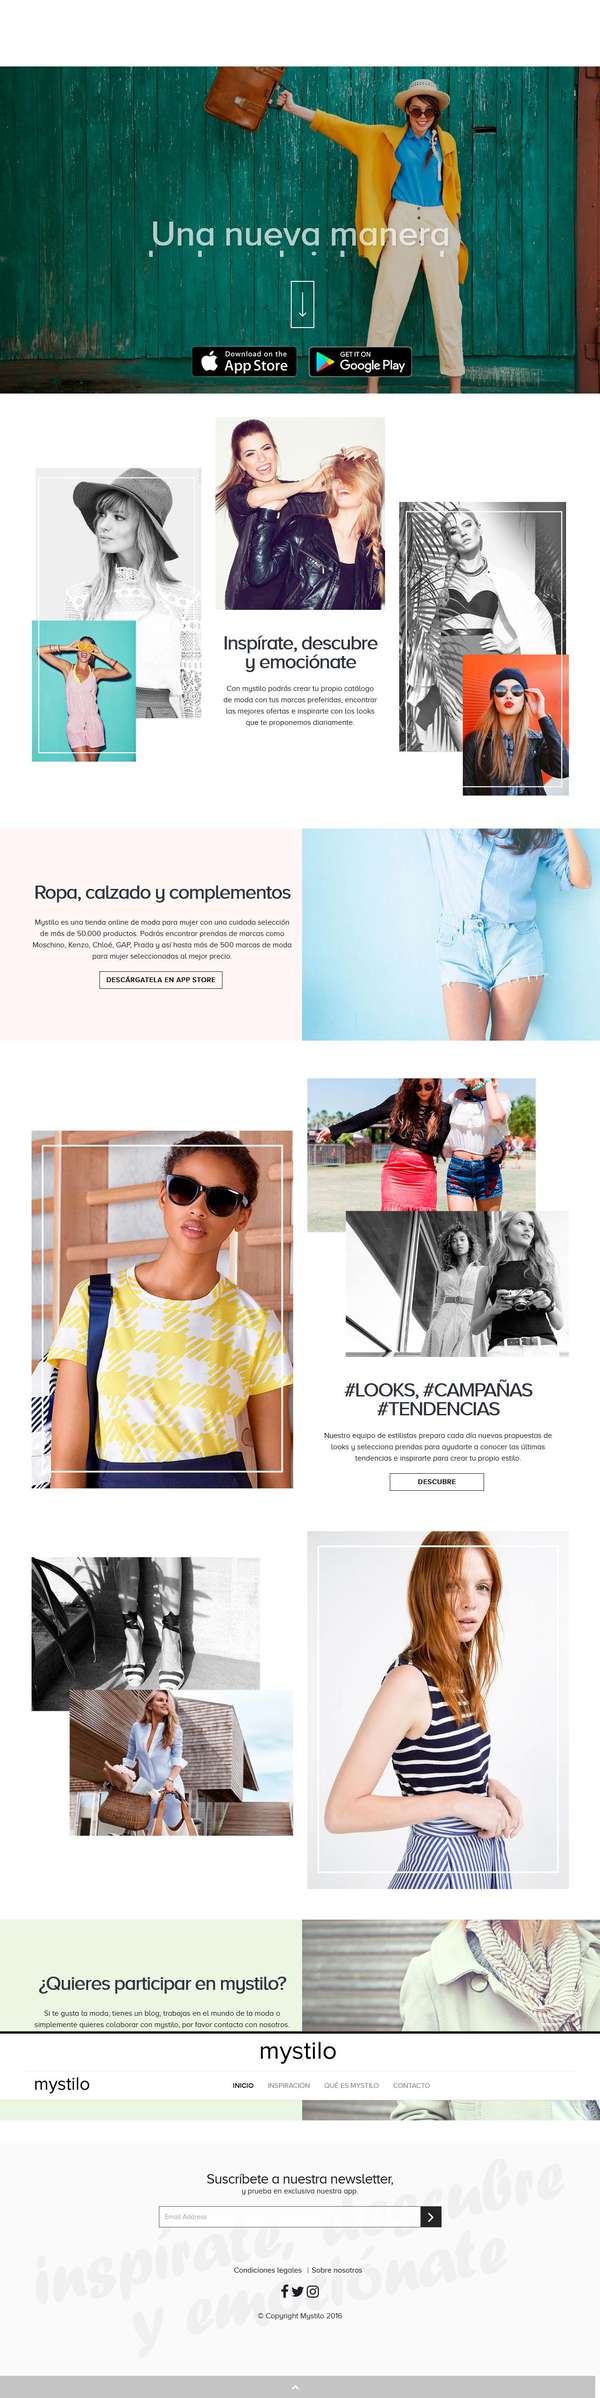 Una nueva manera
Download on the
App Store
GET IT ON
Google Play
Inspírate, descubre
y emociónate
Con mystilo podrás crear tu propio catálogo
de moda con tus marcas preferidas, encontrar
las mejores ofertas e inspirarte con los looks
que te proponemos diariamente.
Ropa, calzado y complementos
Mystilo es una tienda online de moda para mujer con una cuidada selección
de más de 50.000 productos. Podrás encontrar prendas de marcas como
Moschino, Kenzo, Chloé, GAP, Prada y así hasta más de 500 marcas de moda
para mujer seleccionadas al mejor precio.
DESCÁRGATELA EN APP STORE
#LOOKS, #CAMPAÑAS
#TENDENCIAS
Nuestro equipo de estilistas prepara cada día nuevas propuestas de
looks y selecciona prendas para ayudarte a conocer las últimas
tendencias e inspirarte para crear tu propio estilo.
DESCUBRE
¿Quieres participar en mystilo?
Si te gusta la moda, tienes un blog, trabajas en el mundo de la moda o
simplemente quieres colaborar con mystilo, por favor contacta con nosotros.
mystilo
mystilo
INICIO
INSPIRACIÓN
QUÉ ES MYSTILO
CONTACTO
Suscríbete a nuestra newsletter,
y prueba en exclusiva nuestra app.
Email Address
inspírate, descubre
y emociónate
Condiciones legales | Sobre nosotros
© Copyright Mystilo 2016